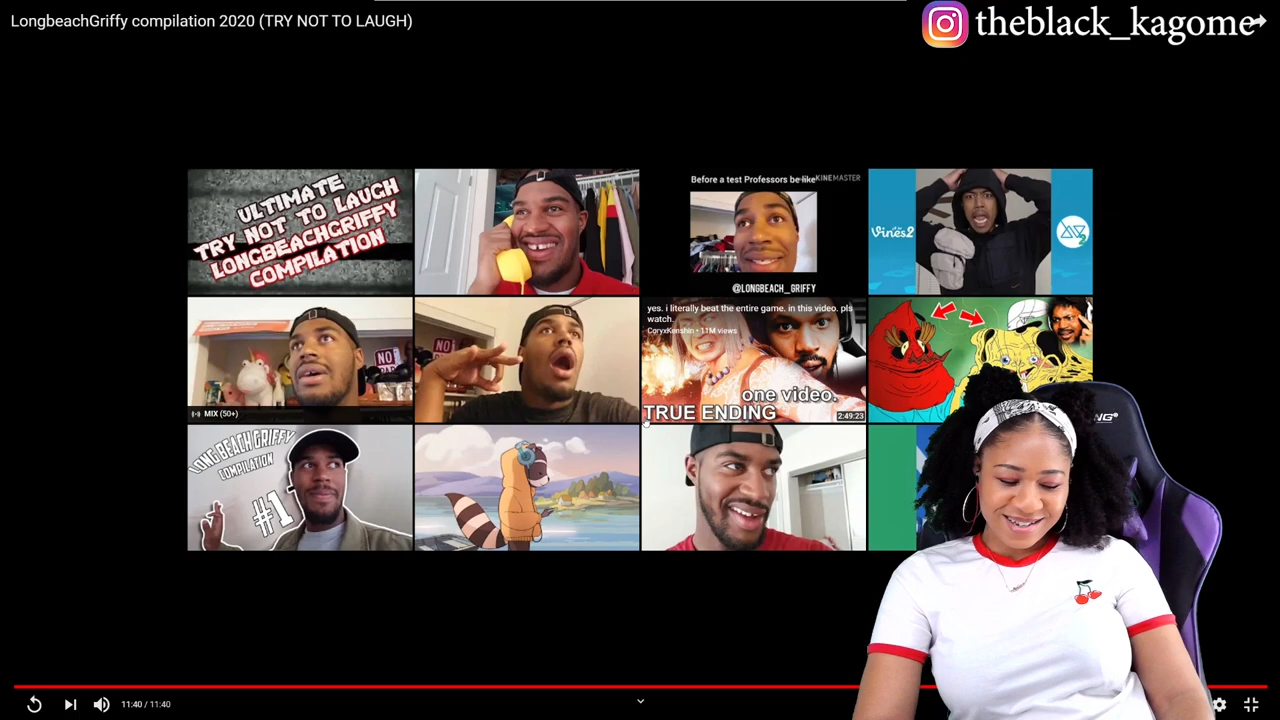 LongbeachGriffy compilation 2020 (TRY NOT TO LAUGH)
theblack_kagome
ULTIMATE
TRY NOT TO LAUGH
LONGBEACHGRIFFY
COMPILATION
Before a test Professors be like
KINEMASTER
@LONGBEACH_GRIFFY
Vines2
MIX (50+)
NO
NO
yes. i literally beat the entire game. in this video. pls
watch.
CoryxKenshin • 11M views
one video.
TRUE ENDING
2:49:23
LONG BEACH GRIFFY
COMPILATION
#1
11:40 / 11:40